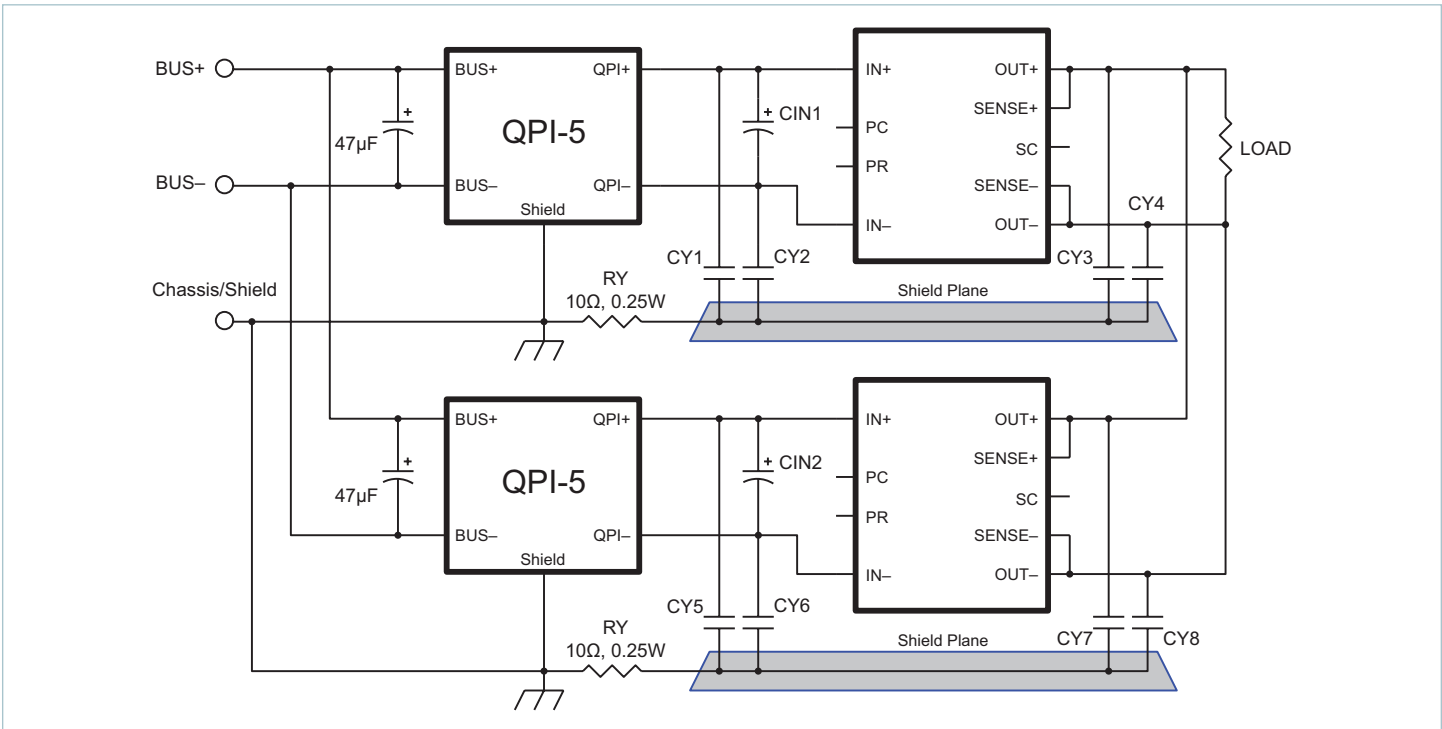 BUS+
BUS–
Chassis/Shield
47µF
+
BUS+
QPI+
QPI-5
BUS–
QPI–
Shield
+ CIN1
IN+
OUT+
SENSE+
PC
SC
PR
SENSE–
IN–
OUT–
LOAD
CY1
CY2
CY3
CY4
RY
10Ω, 0.25W
Shield Plane
47µF
+
BUS+
QPI+
QPI-5
BUS–
QPI–
Shield
+ CIN2
IN+
OUT+
SENSE+
PC
SC
PR
SENSE–
IN–
OUT–
CY5
CY6
CY7
CY8
RY
10Ω, 0.25W
Shield Plane